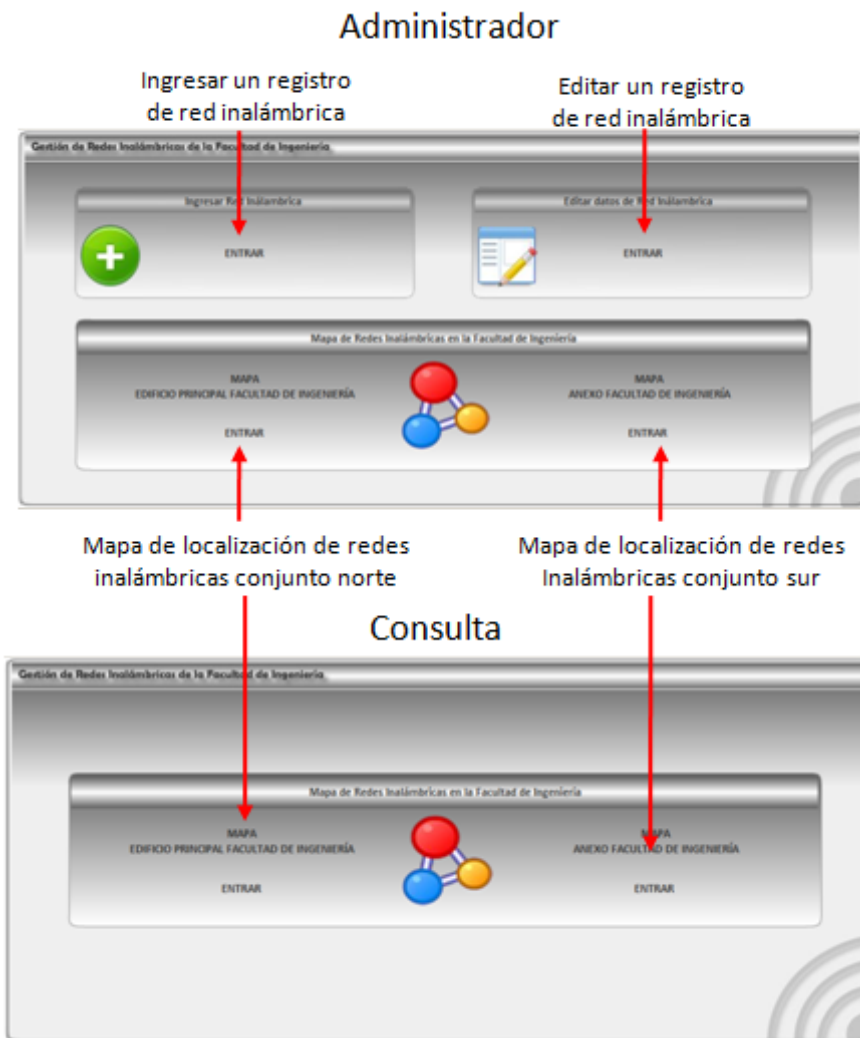 Administrador
Ingresar un registro
de red inalámbrica
Editar un registro
de red inalámbrica
Gestión de Redes Inalámbricas de la Facultad de Ingeniería
Ingresar Red Inálambrica
Editar datos de Red Inálambrica
ENTRAR
ENTRAR
Mapa de Redes Inalámbricas en la Facultad de Ingeniería
MAPA
EDIFICIO PRINCIPAL FACULTAD DE INGENIERÍA
MAPA
ANEXO FACULTAD DE INGENIERÍA
ENTRAR
ENTRAR
Mapa de localización de redes
inalámbricas conjunto norte
Mapa de localización de redes
Inalámbricas conjunto sur
Consulta
Gestión de Redes Inalámbricas de la Facultad de Ingeniería
Mapa de Redes Inalámbricas en la Facultad de Ingeniería
MAPA
EDIFICIO PRINCIPAL FACULTAD DE INGENIERÍA
MAPA
ANEXO FACULTAD DE INGENIERÍA
ENTRAR
ENTRAR